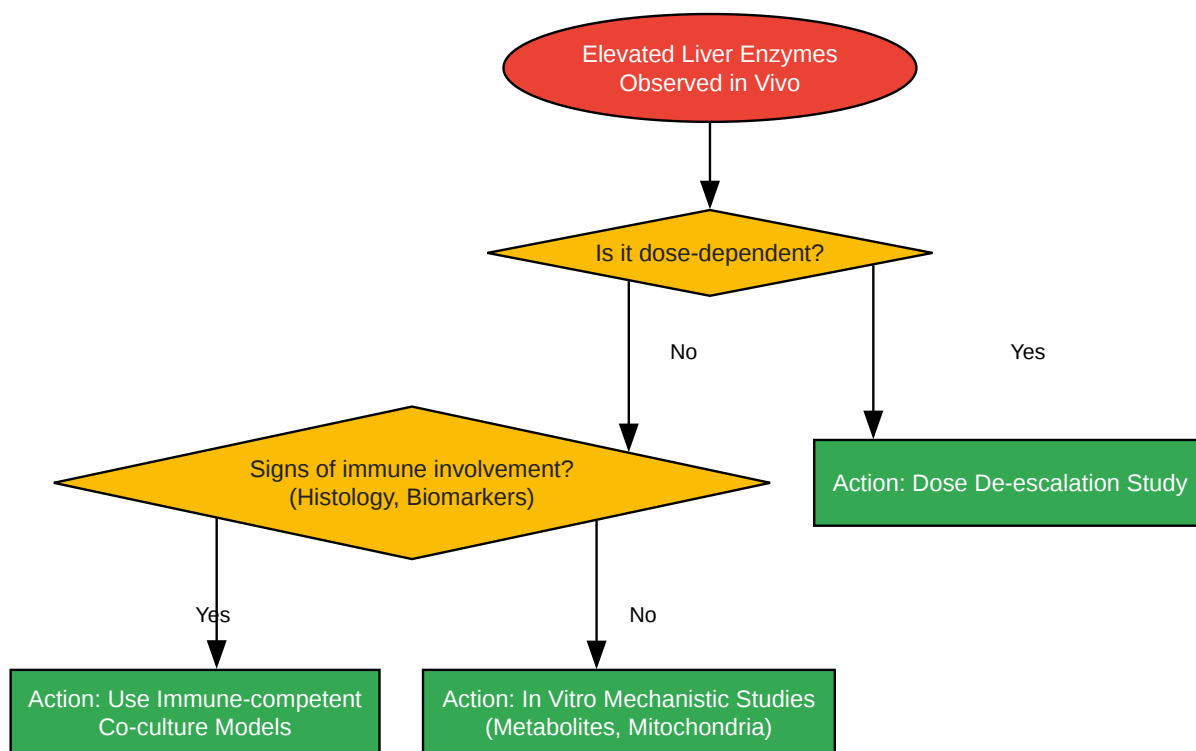 Elevated Liver Enzymes
Observed in Vivo
Is it dose-dependent?
No
Yes
Signs of immune involvement?
(Histology, Biomarkers)
Action: Dose De-escalation Study
Yes
No
Action: Use Immune-competent
Co-culture Models
Action: In Vitro Mechanistic Studies
(Metabolites, Mitochondria)